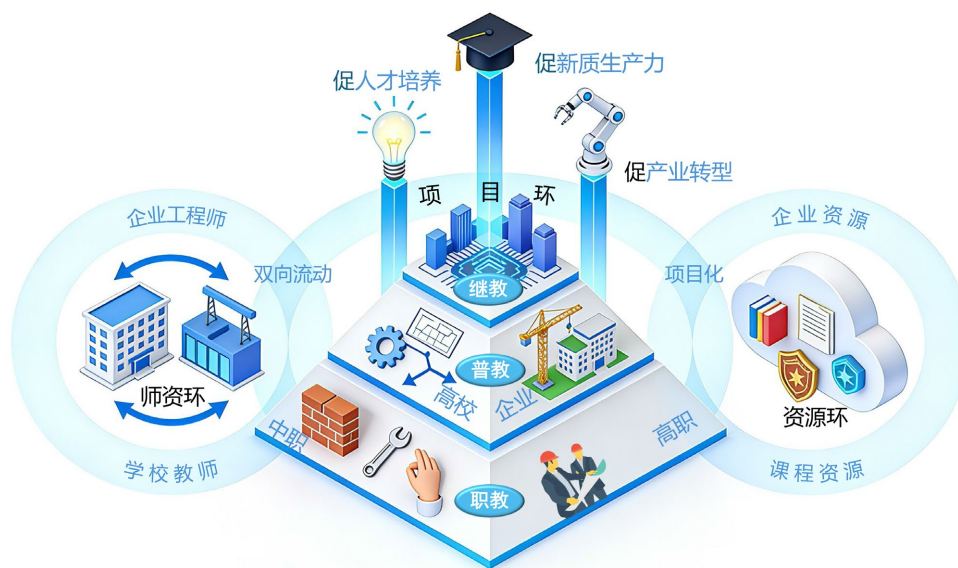 促新质生产力
促人才培养
促产业转型
项目环
企业工程师
双向流动
师资环
学校教师
企业资源
项目化
资源环
课程资源
继教
普教
高校
企业
中职
高职
职教